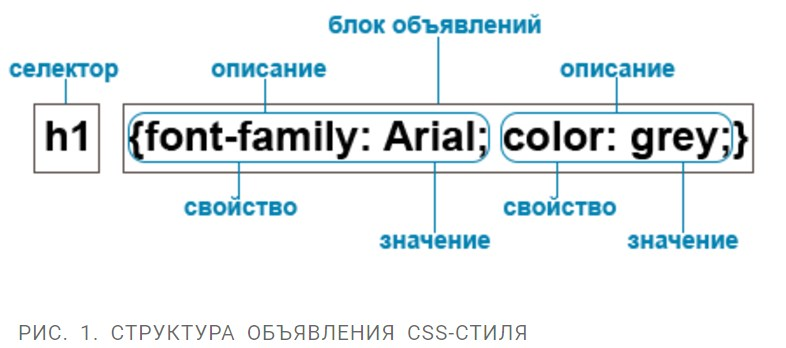 блок объявлений
селектор описание описание
h1 {font-family: Arial; color: grey;}
свойство свойство
значение значение
РИС. 1. СТРУКТУРА ОБЪЯВЛЕНИЯ CSS-СТИЛЯ